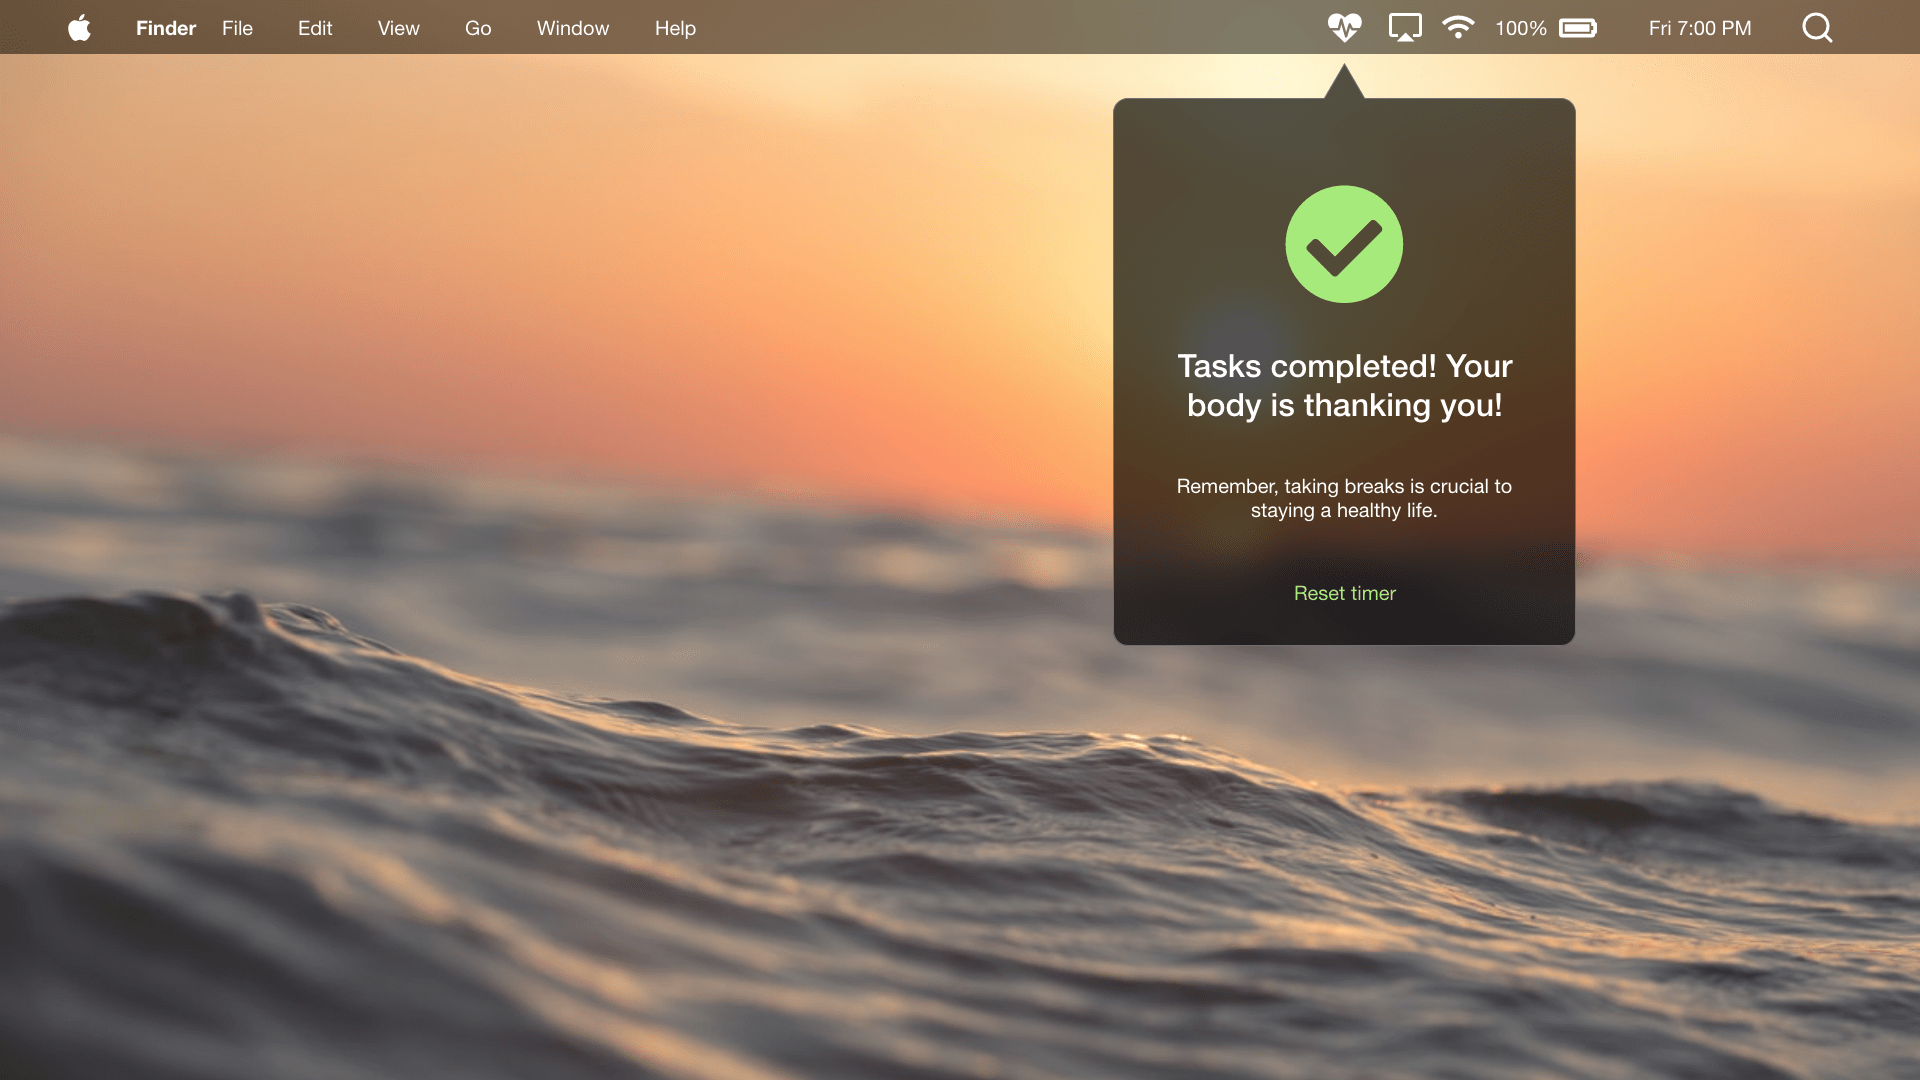 Finder File Edit View Go Window Help 100% Fri 7:00 PM
Tasks completed! Your
body is thanking you!
Remember, taking breaks is crucial to
staying a healthy life.
Reset timer